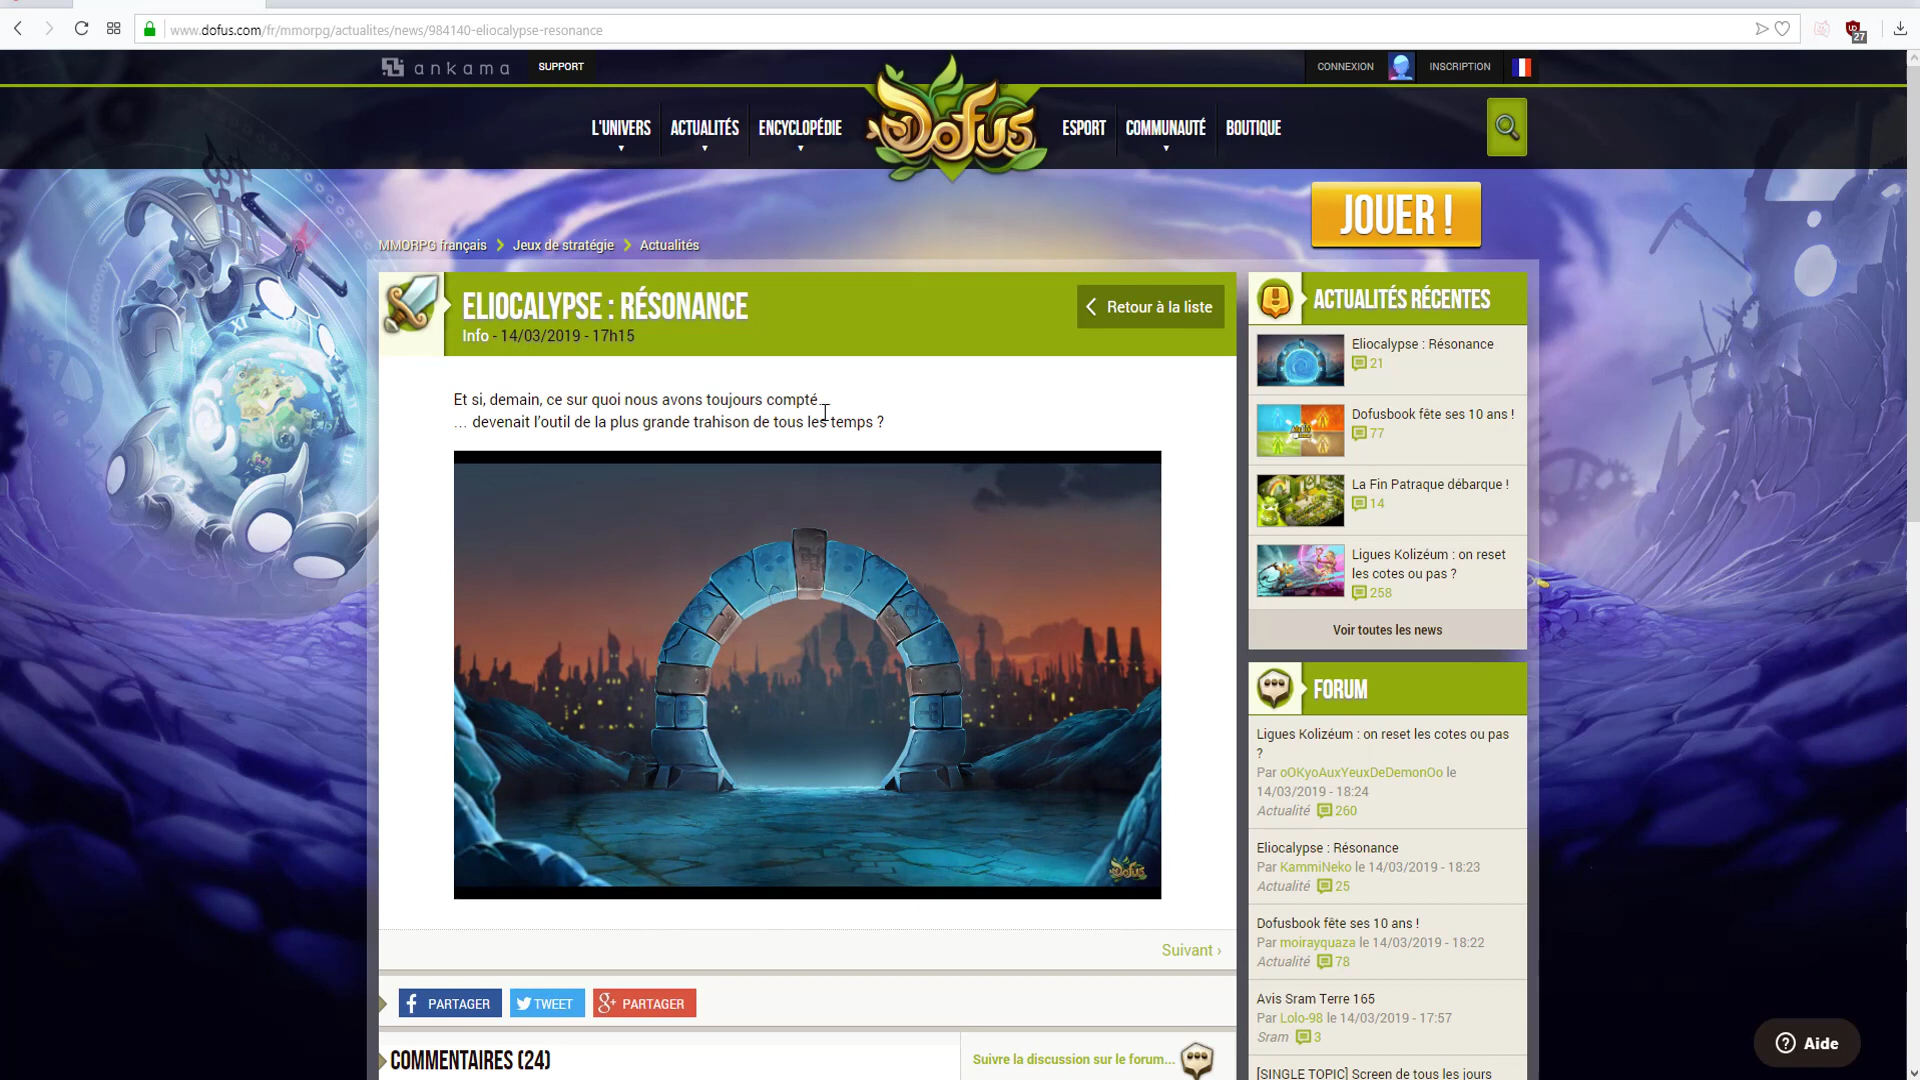 www.dofus.com/fr/mmorpg/actualites/news/984140-eliocalypse-resonance
27
ankama
SUPPORT
CONNEXION
INSCRIPTION
L'UNIVERS
ACTUALITÉS
ENCYCLOPÉDIE
DOFUS
ESPORT
COMMUNAUTÉ
BOUTIQUE
JOUER !
MMORPG français
Jeux de stratégie
Actualités
ELIOCALYPSE : RÉSONANCE
Info - 14/03/2019 - 17h15
Retour à la liste
Et si, demain, ce sur quoi nous avons toujours compté…
… devenait l’outil de la plus grande trahison de tous les temps ?
DOFUS
Suivant ›
PARTAGER
TWEET
PARTAGER
COMMENTAIRES (24)
Suivre la discussion sur le forum...
ACTUALITÉS RÉCENTES
Eliocalypse : Résonance
21
Dofusbook fête ses 10 ans !
77
La Fin Patraque débarque !
14
Ligues Kolizéum : on reset
les cotes ou pas ?
258
Voir toutes les news
FORUM
Ligues Kolizéum : on reset les cotes ou pas
?
Par oOKyoAuxYeuxDeDemonOo le
14/03/2019 - 18:24
Actualité 260
Eliocalypse : Résonance
Par KammiNeko le 14/03/2019 - 18:23
Actualité 25
Dofusbook fête ses 10 ans !
Par moirayquaza le 14/03/2019 - 18:22
Actualité 78
Avis Sram Terre 165
Par Lolo-98 le 14/03/2019 - 17:57
Sram 3
[SINGLE TOPIC] Screen de tous les jours
Aide